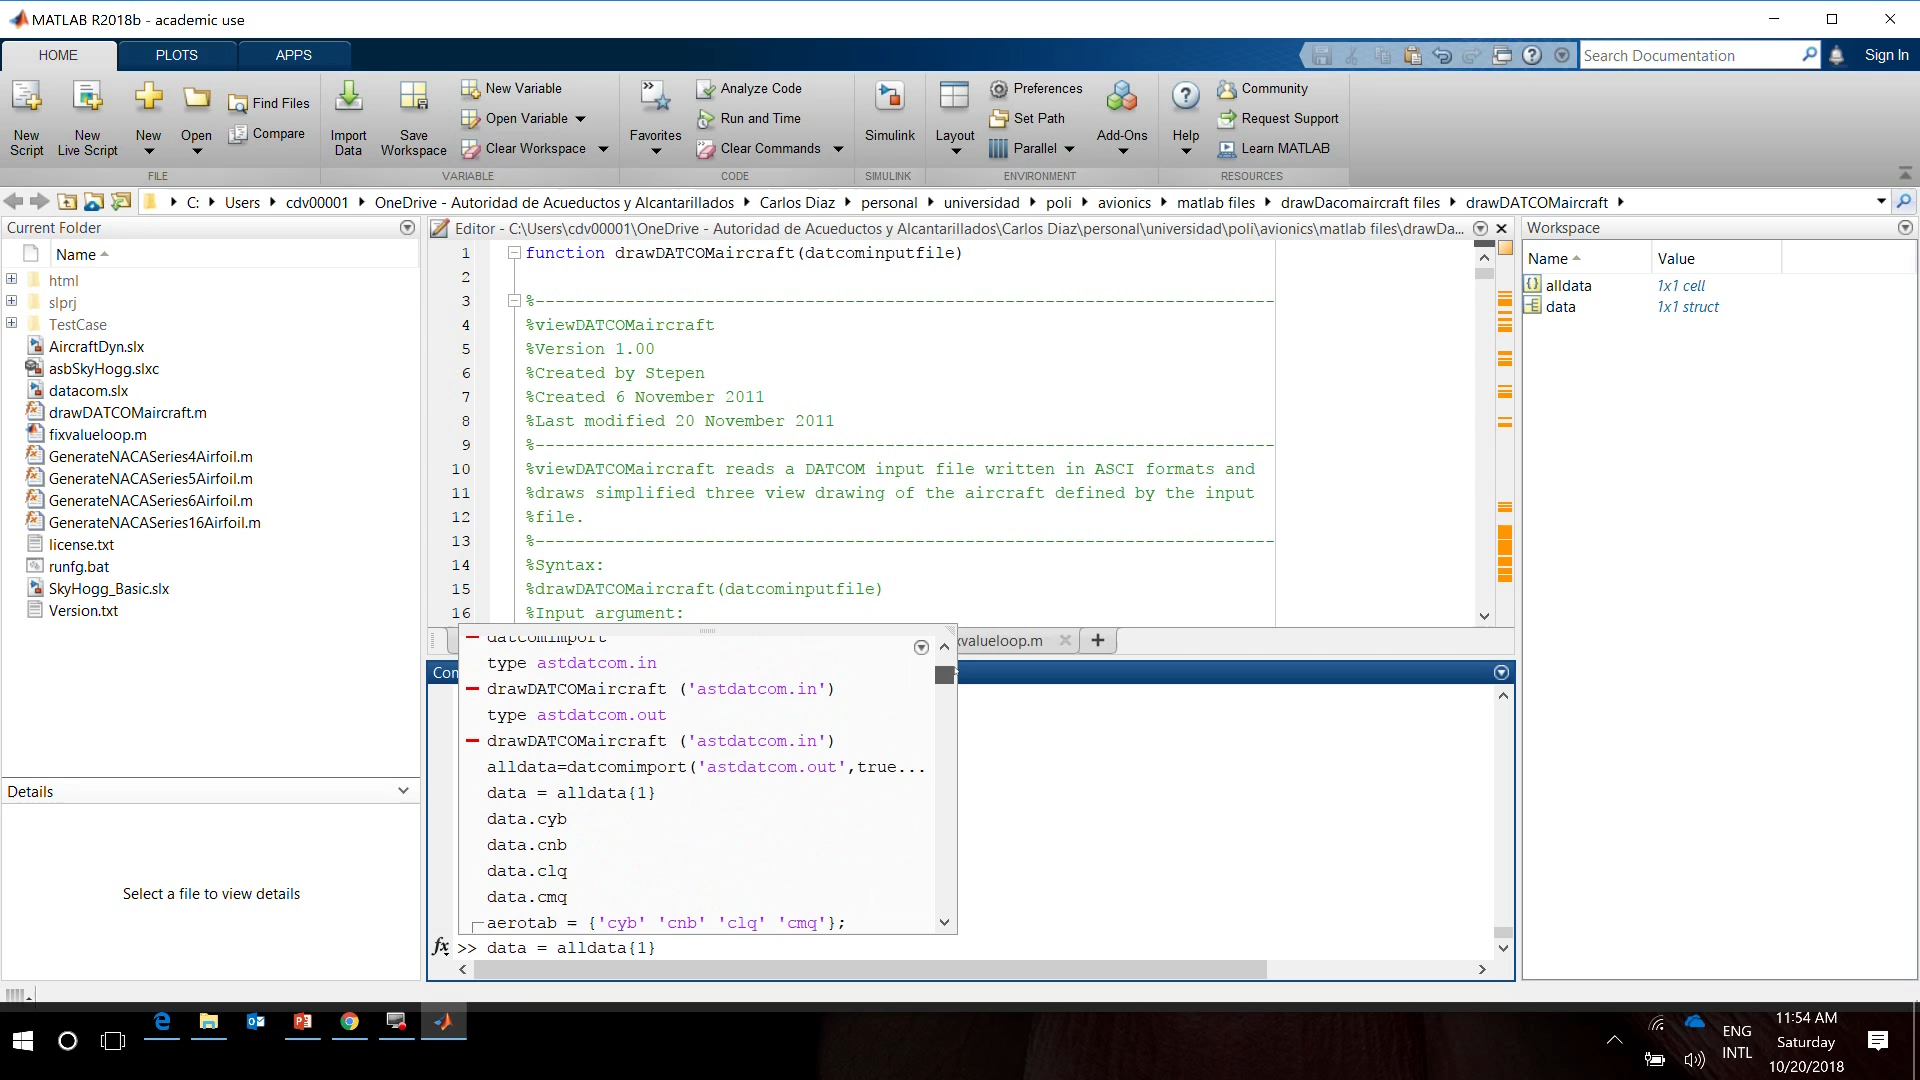 MATLAB R2018b - academic use
HOME PLOTS APPS
Search Documentation
Sign In
New Script
New Live Script
New
Open
Find Files
Compare
FILE
Import Data
Save Workspace
New Variable
Open Variable
Clear Workspace
VARIABLE
Favorites
Analyze Code
Run and Time
Clear Commands
CODE
Simulink
SIMULINK
Layout
Preferences
Set Path
Parallel
Add-Ons
ENVIRONMENT
Help
Community
Request Support
Learn MATLAB
RESOURCES
C: Users cdv00001 OneDrive - Autoridad de Acueductos y Alcantarillados Carlos Diaz personal universidad poli avionics matlab files drawDacomaircraft files drawDATCOMaircraft
Current Folder
Name
html
slprj
TestCase
AircraftDyn.slx
asbSkyHogg.slxc
datacom.slx
drawDATCOMaircraft.m
fixvalueloop.m
GenerateNACASeries4Airfoil.m
GenerateNACASeries5Airfoil.m
GenerateNACASeries6Airfoil.m
GenerateNACASeries16Airfoil.m
license.txt
runfg.bat
SkyHogg_Basic.slx
Version.txt
Details
Select a file to view details
Editor - C:\Users\cdv00001\OneDrive - Autoridad de Acueductos y Alcantarillados\Carlos Diaz\personal\universidad\poli\avionics\matlab files\drawDa...
1 function drawDATCOMaircraft(datcominputfile)
2
3 %---------------------------------------------------------------------------
4 %viewDATCOMaircraft
5 %Version 1.00
6 %Created by Stepen
7 %Created 6 November 2011
8 %Last modified 20 November 2011
9 %---------------------------------------------------------------------------
10 %viewDATCOMaircraft reads a DATCOM input file written in ASCI formats and
11 %draws simplified three view drawing of the aircraft defined by the input
12 %file.
13 %---------------------------------------------------------------------------
14 %Syntax:
15 %drawDATCOMaircraft(datcominputfile)
16 %Input argument:
xvalueloop.m
Com
datcomimport
type astdatcom.in
drawDATCOMaircraft ('astdatcom.in')
type astdatcom.out
drawDATCOMaircraft ('astdatcom.in')
alldata=datcomimport('astdatcom.out',true...
data = alldata{1}
data.cyb
data.cnb
data.clq
data.cmq
aerotab = {'cyb' 'cnb' 'clq' 'cmq'};
fx >> data = alldata{1}
Workspace
Name Value
alldata 1x1 cell
data 1x1 struct
ENG
INTL
11:54 AM
Saturday
10/20/2018